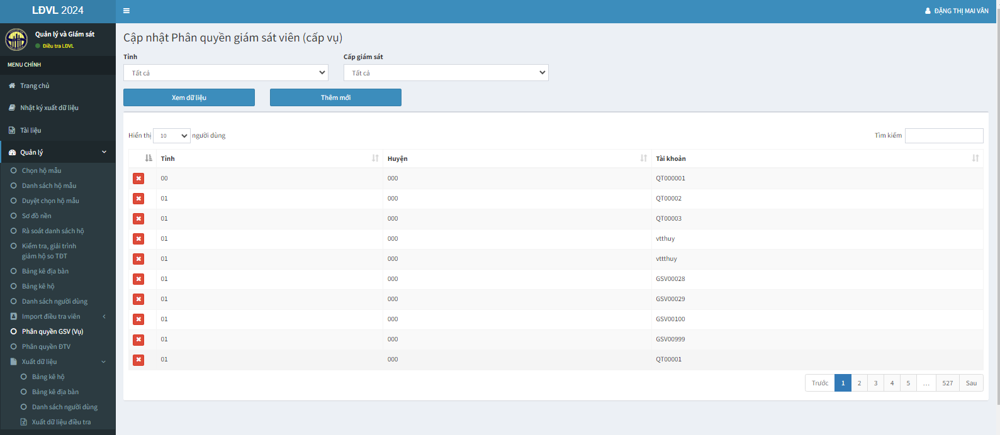 LĐVL 2024
ĐẶNG THỊ MAI VÂN
Quản lý và Giám sát
Điều tra LĐVL
MENU CHÍNH
Trang chủ
Nhật ký xuất dữ liệu
Tài liệu
Quản lý
Chọn hộ mẫu
Danh sách hộ mẫu
Duyệt chọn hộ mẫu
Sơ đồ nền
Rà soát danh sách hộ
Kiểm tra, giải trình
giảm hộ so TĐT
Bảng kê địa bàn
Bảng kê hộ
Danh sách người dùng
Import điều tra viên
Phân quyền GSV (Vụ)
Phân quyền ĐTV
Xuất dữ liệu
Bảng kê hộ
Bảng kê địa bàn
Danh sách người dùng
Xuất dữ liệu điều tra
Cập nhật Phân quyền giám sát viên (cấp vụ)
Tỉnh Cấp giám sát
Tất cả Tất cả
Xem dữ liệu Thêm mới
Hiển thị 10 người dùng Tìm kiếm
Tỉnh Huyện Tài khoản
00 000 QT000001
01 000 QT00002
01 000 QT00003
01 000 vtthuy
01 000 vttthuy
01 000 GSV00028
01 000 GSV00029
01 000 GSV00100
01 000 GSV00999
01 000 QT00001
Trước 1 2 3 4 5 ... 527 Sau